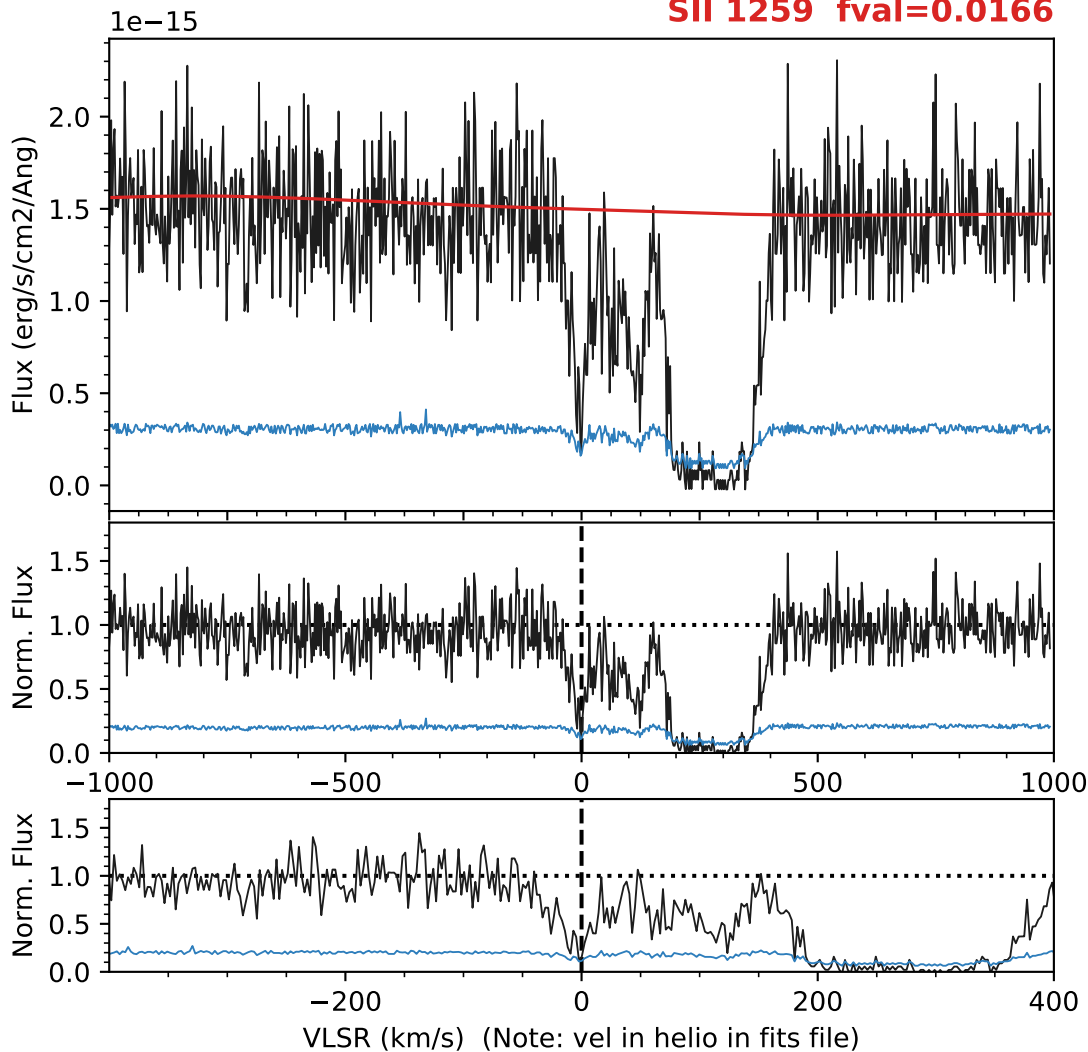 SII 1259 fval=0.0166
1e−15
2.0
1.5
1.0
0.5
0.0
Flux (erg/s/cm2/Ang)
1.5
1.0
0.5
0.0
Norm. Flux
−1000 −500 0 500 1000
1.5
1.0
0.5
0.0
Norm. Flux
−200 0 200 400
VLSR (km/s) (Note: vel in helio in fits file)